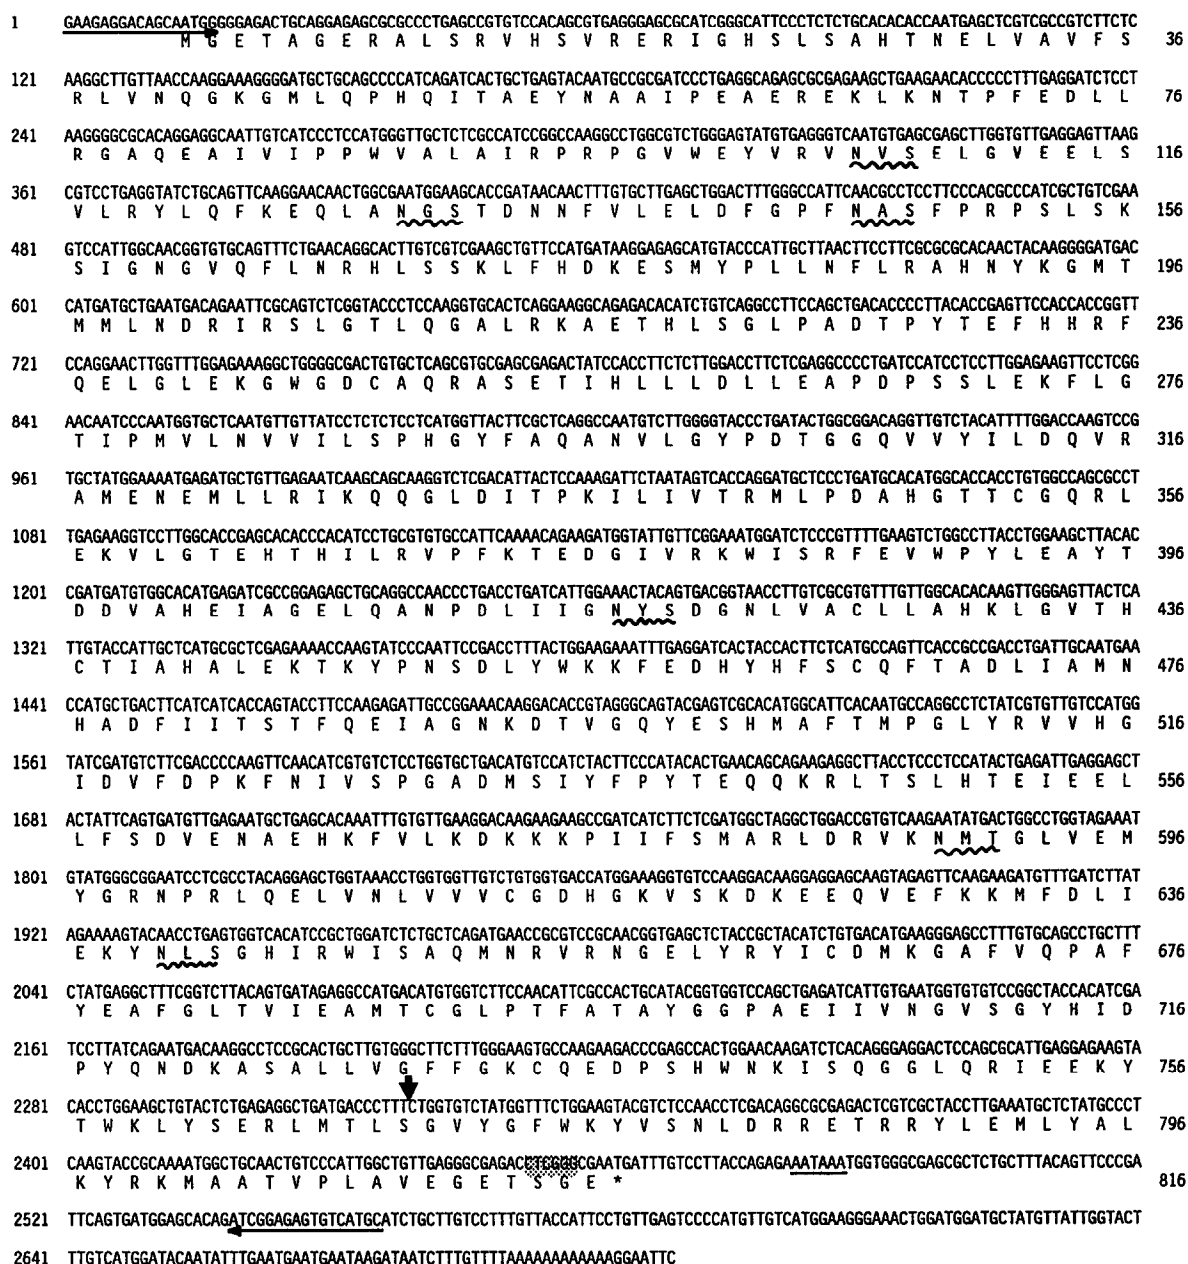 1 GAAGAGGACAGCAATGGGGGAGACTGCAGGAGAGCGCGCCCTGAGCCGTGTCCACAGCGTGAGGGAGCGCATCGGGCATTCCCTCTCTGCACACACCAATGAGCTCGTCGCCGTCTTCTC
M G E T A G E R A L S R V H S V R E R I G H S L S A H T N E L V A V F S 36
121 AAGGCTTGTTAACCAAGGAAAGGGGATGCTGCAGCCCCATCAGATCACTGCTGAGTACAATGCCGCGATCCCTGAGGCAGAGCGCGAGAAGCTGAAGAACACCCCCTTTGAGGATCTCCT
R L V N Q G K G M L Q P H Q I T A E Y N A A I P E A E R E K L K N T P F E D L L 76
241 AAGGGGCGCACAGGAGGCAATTGTCATCCCTCCATGGGTTGCTCTCGCCATCCGGCCAAGGCCTGGCGTCTGGGAGTATGTGAGGGTCAATGTGAGCGAGCTTGGTGTTGAGGAGTTAAG
R G A Q E A I V I P P W V A L A I R P R P G V W E Y V R V N V S E L G V E E L S 116
361 CGTCCTGAGGTATCTGCAGTTCAAGGAACAACTGGCGAATGGAAGCACCGATAACAACTTTGTGCTTGAGCTGGACTTTGGGCCATTCAACGCCTCCTTCCCACGCCCATCGCTGTCGAA
V L R Y L Q F K E Q L A N G S T D N N F V L E L D F G P F N A S F P R P S L S K 156
481 GTCCATTGGCAACGGTGTGCAGTTTCTGAACAGGCACTTGTCGTCGAAGCTGTTCCATGATAAGGAGAGCATGTACCCATTGCTTAACTTCCTTCGCGCGCACAACTACAAGGGGATGAC
S I G N G V Q F L N R H L S S K L F H D K E S M Y P L L N F L R A H N Y K G M T 196
601 CATGATGCTGAATGACAGAATTCGCAGTCTCGGTACCCTCCAAGGTGCACTCAGGAAGGCAGAGACACATCTGTCAGGCCTTCCAGCTGACACCCCTTACACCGAGTTCCACCACCGGTT
M M L N D R I R S L G T L Q G A L R K A E T H L S G L P A D T P Y T E F H H R F 236
721 CCAGGAACTTGGTTTGGAGAAAGGCTGGGGCGACTGTGCTCAGCGTGCGAGCGAGACTATCCACCTTCTCTTGGACCTTCTCGAGGCCCCTGATCCATCCTCCTTGGAGAAGTTCCTCGG
Q E L G L E K G W G D C A Q R A S E T I H L L L D L L E A P D P S S L E K F L G 276
841 AACAATCCCAATGGTGCTCAATGTTGTTATCCTCTCTCCTCATGGTTACTTCGCTCAGGCCAATGTCTTGGGGTACCCTGATACTGGCGGACAGGTTGTCTACATTTTGGACCAAGTCCG
T I P M V L N V V I L S P H G Y F A Q A N V L G Y P D T G G Q V V Y I L D Q V R 316
961 TGCTATGGAAAATGAGATGCTGTTGAGAATCAAGCAGCAAGGTCTCGACATTACTCCAAAGATTCTAATAGTCACCAGGATGCTCCCTGATGCACATGGCACCACCTGTGGCCAGCGCCT
A M E N E M L L R I K Q Q G L D I T P K I L I V T R M L P D A H G T T C G Q R L 356
1081 TGAGAAGGTCCTTGGCACCGAGCACACCCACATCCTGCGTGTGCCATTCAAAACAGAAGATGGTATTGTTCGGAAATGGATCTCCCGTTTTGAAGTCTGGCCTTACCTGGAAGCTTACAC
E K V L G T E H T H I L R V P F K T E D G I V R K W I S R F E V W P Y L E A Y T 396
1201 CGATGATGTGGCACATGAGATCGCCGGAGAGCTGCAGGCCAACCCTGACCTGATCATTGGAAACTACAGTGACGGTAACCTTGTCGCGTGTTTGTTGGCACACAAGTTGGGAGTTACTCA
D D V A H E I A G E L Q A N P D L I I G N Y S D G N L V A C L L A H K L G V T H 436
1321 TTGTACCATTGCTCATGCGCTCGAGAAAACCAAGTATCCCAATTCCGACCTTTACTGGAAGAAATTTGAGGATCACTACCACTTCTCATGCCAGTTCACCGCCGACCTGATTGCAATGAA
C T I A H A L E K T K Y P N S D L Y W K K F E D H Y H F S C Q F T A D L I A M N 476
1441 CCATGCTGACTTCATCATCACCAGTACCTTCCAAGAGATTGCCGGAAACAAGGACACCGTAGGGCAGTACGAGTCGCACATGGCATTCACAATGCCAGGCCTCTATCGTGTTGTCCATGG
H A D F I I T S T F Q E I A G N K D T V G Q Y E S H M A F T M P G L Y R V V H G 516
1561 TATCGATGTCTTCGACCCCAAGTTCAACATCGTGTCTCCTGGTGCTGACATGTCCATCTACTTCCCATACACTGAACAGCAGAAGAGGCTTACCTCCCTCCATACTGAGATTGAGGAGCT
I D V F D P K F N I V S P G A D M S I Y F P Y T E Q Q K R L T S L H T E I E E L 556
1681 ACTATTCAGTGATGTTGAGAATGCTGAGCACAAATTTGTGTTGAAGGACAAGAAGAAGCCGATCATCTTCTCGATGGCTAGGCTGGACCGTGTCAAGAATATGACTGGCCTGGTAGAAAT
L F S D V E N A E H K F V L K D K K K P I I F S M A R L D R V K N M T G L V E M 596
1801 GTATGGGCGGAATCCTCGCCTACAGGAGCTGGTAAACCTGGTGGTTGTCTGTGGTGACCATGGAAAGGTGTCCAAGGACAAGGAGGAGCAAGTAGAGTTCAAGAAGATGTTTGATCTTAT
Y G R N P R L Q E L V N L V V V C G D H G K V S K D K E E Q V E F K K M F D L I 636
1921 AGAAAAGTACAACCTGAGTGGTCACATCCGCTGGATCTCTGCTCAGATGAACCGCGTCCGCAACGGTGAGCTCTACCGCTACATCTGTGACATGAAGGGAGCCTTTGTGCAGCCTGCTTT
E K Y N L S G H I R W I S A Q M N R V R N G E L Y R Y I C D M K G A F V Q P A F 676
2041 CTATGAGGCTTTCGGTCTTACAGTGATAGAGGCCATGACATGTGGTCTTCCAACATTCGCCACTGCATACGGTGGTCCAGCTGAGATCATTGTGAATGGTGTGTCCGGCTACCACATCGA
Y E A F G L T V I E A M T C G L P T F A T A Y G G P A E I I V N G V S G Y H I D 716
2161 TCCTTATCAGAATGACAAGGCCTCCGCACTGCTTGTGGGCTTCTTTGGGAAGTGCCAAGAAGACCCGAGCCACTGGAACAAGATCTCACAGGGAGGACTCCAGCGCATTGAGGAGAAGTA
P Y Q N D K A S A L L V G F F G K C Q E D P S H W N K I S Q G G L Q R I E E K Y 756
2281 CACCTGGAAGCTGTACTCTGAGAGGCTGATGACCCTTTCTGGTGTCTATGGTTTCTGGAAGTACGTCTCCAACCTCGACAGGCGCGAGACTCGTCGCTACCTTGAAATGCTCTATGCCCT
T W K L Y S E R L M T L S G V Y G F W K Y V S N L D R R E T R R Y L E M L Y A L 796
2401 CAAGTACCGCAAAATGGCTGCAACTGTCCCATTGGCTGTTGAGGGCGAGACCTCGGGCGAATGATTTGTCCTTACCAGAGAAATAAATGGTGGGCGAGCGCTCTGCTTTACAGTTCCCGA
K Y R K M A A T V P L A V E G E T S G E * 816
2521 TTCAGTGATGGAGCACAGATCGGAGAGTGTCATGCATCTGCTTGTCCTTTGTTACCATTCCTGTTGAGTCCCCATGTTGTCATGGAAGGGAAACTGGATGGATGCTATGTTATTGGTACT
2641 TTGTCATGGATACAATATTTGAATGAATGAATAAGATAATCTTTGTTTTAAAAAAAAAAAAGGAATTC